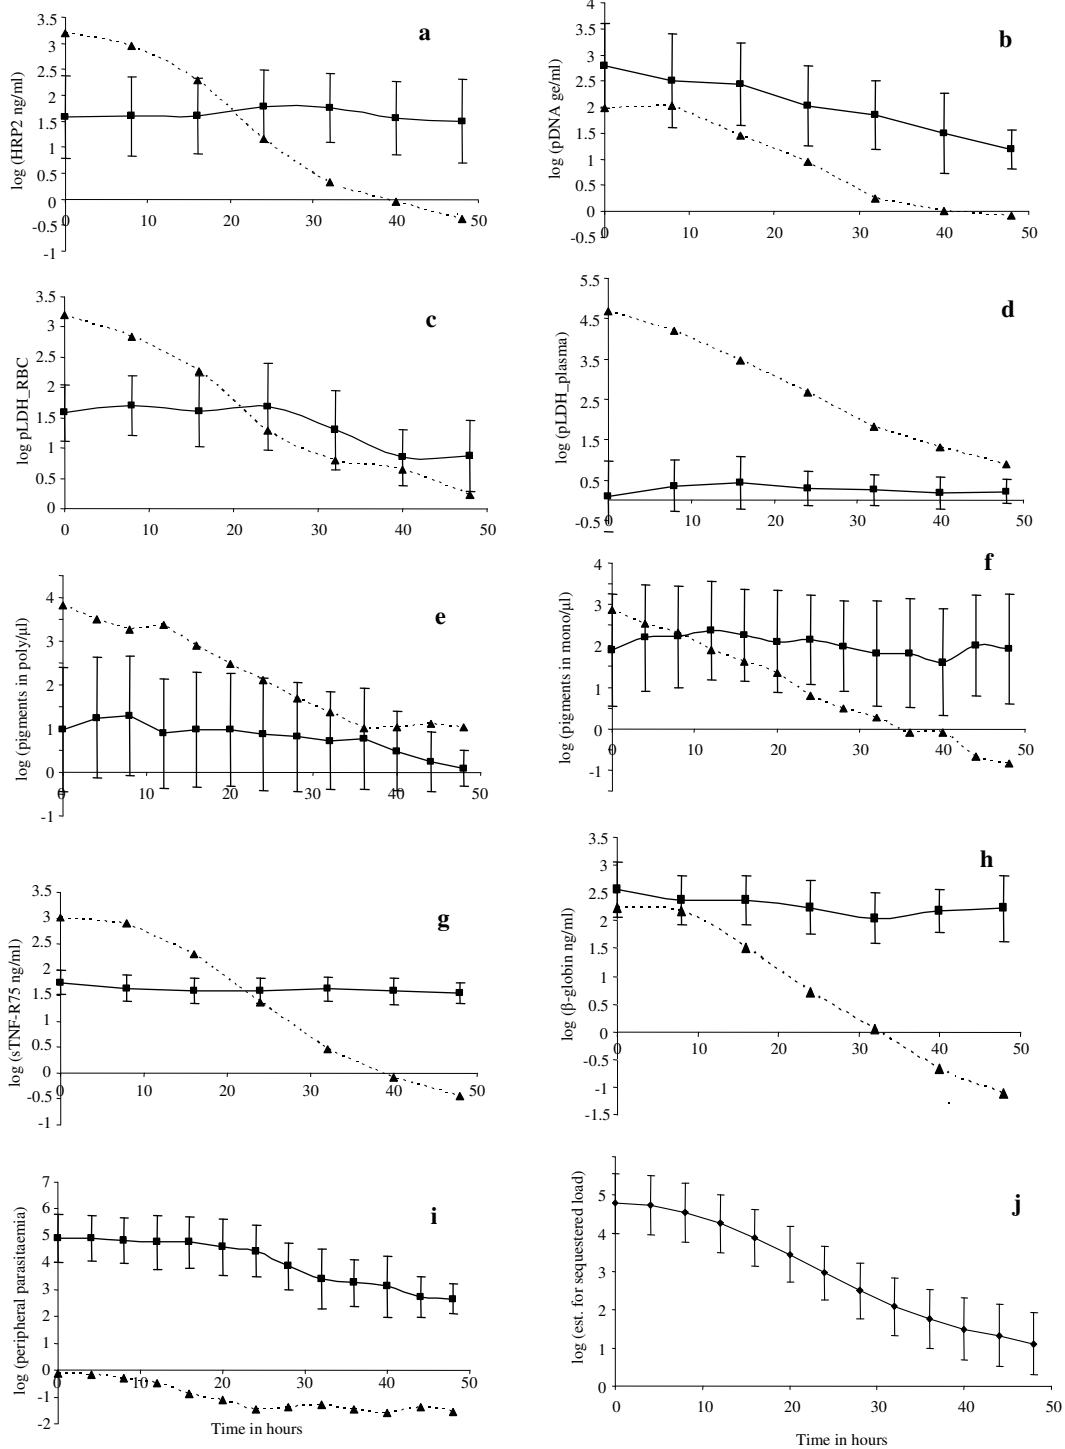 a
log (HRP2 ng/ml)
3.5
3
2.5
2
1.5
1
0.5
0
-0.5
-1
0 10 20 30 40 50
b
log (pDNA ge/ml)
4
3.5
3
2.5
2
1.5
1
0.5
0
-0.5
0 10 20 30 40 50
c
log pLDH_RBC
3.5
3
2.5
2
1.5
1
0.5
0
0 10 20 30 40 50
d
log (pLDH_plasma)
5.5
4.5
3.5
2.5
1.5
0.5
-0.5
0 10 20 30 40 50
e
log (pigments in poly/µl)
4
3
2
1
0
-1
0 10 20 30 40 50
f
log (pigments in mono/µl)
4
3
2
1
0
-1
0 10 20 30 40 50
g
log (sTNF-R75 ng/ml)
3.5
3
2.5
2
1.5
1
0.5
0
-0.5
-1
0 10 20 30 40 50
h
log (β-globin ng/ml)
3.5
3
2.5
2
1.5
1
0.5
0
-0.5
-1
-1.5
0 10 20 30 40 50
i
log (peripheral parasitaemia)
7
6
5
4
3
2
1
0
-1
-2
0 10 20 30 40 50
Time in hours
j
log (est. for sequestered load)
5
4
3
2
1
0
0 10 20 30 40 50
Time in hours